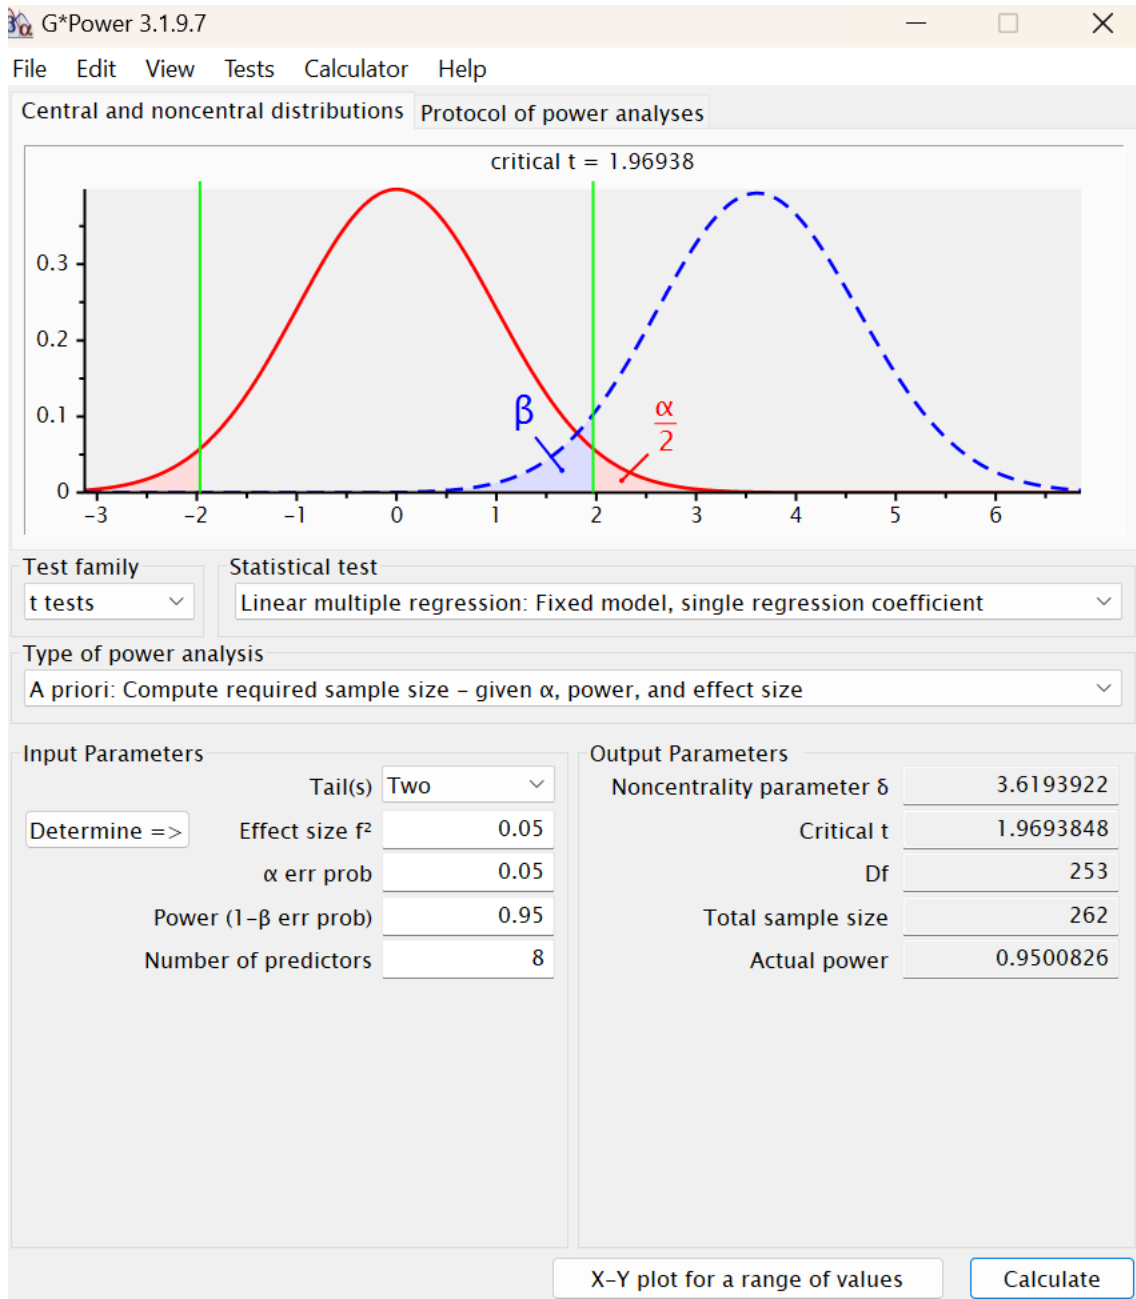 G*Power 3.1.9.7
File Edit View Tests Calculator Help
Central and noncentral distributions Protocol of power analyses
critical t = 1.96938
0.3
0.2
0.1
0
β
α
2
-3 -2 -1 0 1 2 3 4 5 6
Test family Statistical test
t tests Linear multiple regression: Fixed model, single regression coefficient
Type of power analysis
A priori: Compute required sample size – given α, power, and effect size
Input Parameters
Tail(s) Two
Determine => Effect size f² 0.05
α err prob 0.05
Power (1-β err prob) 0.95
Number of predictors 8
Output Parameters
Noncentrality parameter δ 3.6193922
Critical t 1.9693848
Df 253
Total sample size 262
Actual power 0.9500826
X-Y plot for a range of values Calculate